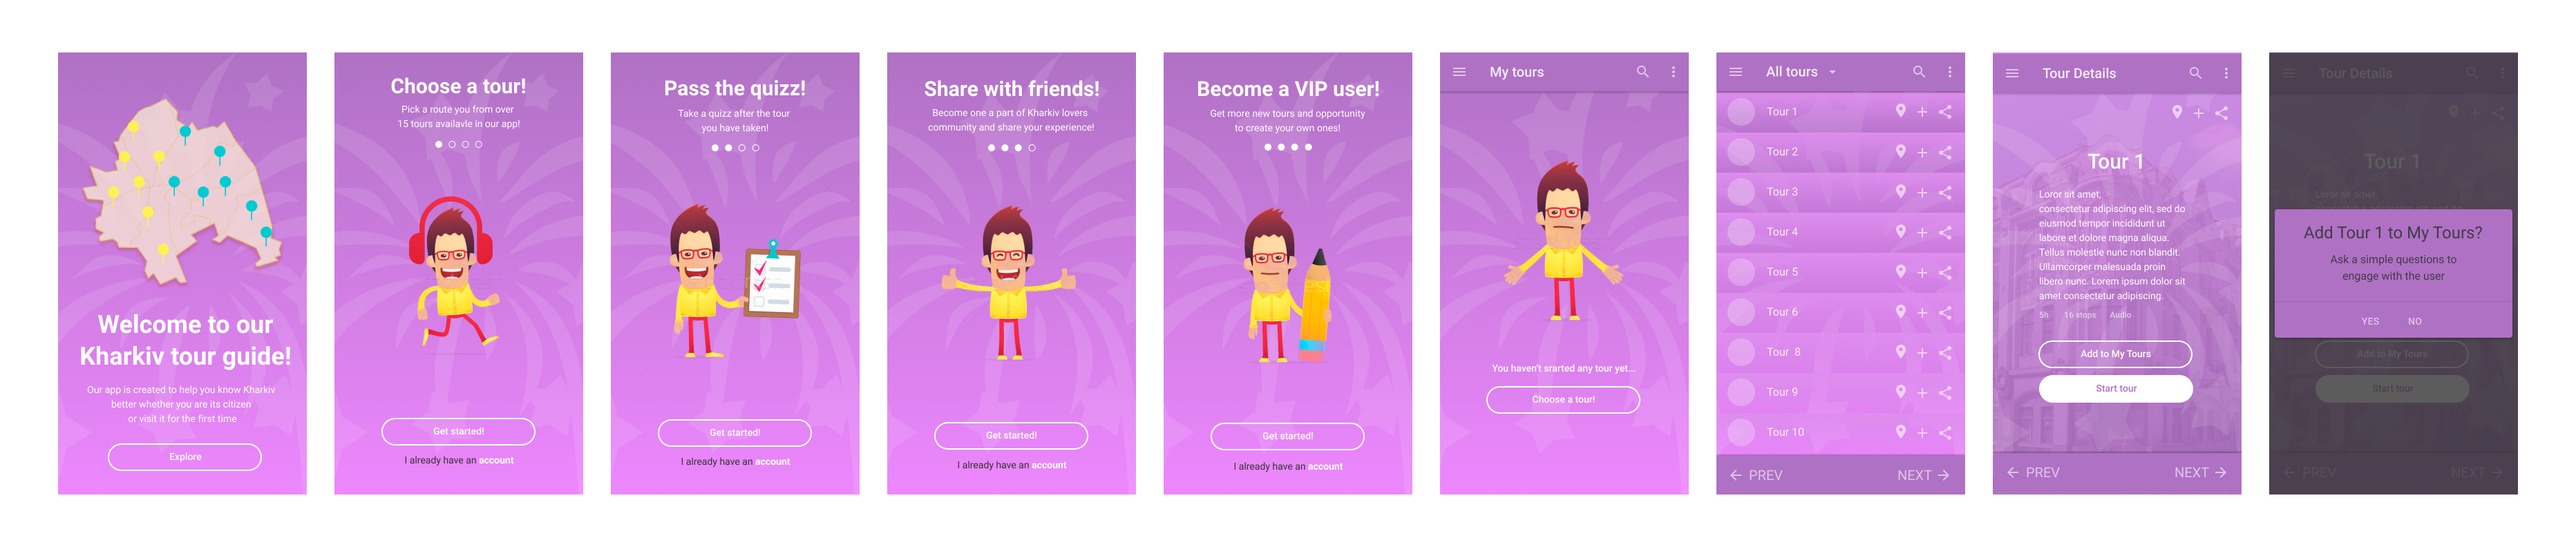 Welcome to our
Kharkiv tour guide!
Our app is created to help you know Kharkiv
better whether you are its citizen
or visit it for the first time
Explore
Choose a tour!
Pick a route you from over
15 tours availavle in our app!
Get started!
I already have an account
Pass the quizz!
Take a quizz after the tour
you have taken!
Get started!
I already have an account
Share with friends!
Become one a part of Kharkiv lovers
community and share your experience!
Get started!
I already have an account
Become a VIP user!
Get more new tours and opportunity
to create your own ones!
Get started!
I already have an account
My tours
You haven't srarted any tour yet...
Choose a tour!
All tours
Tour 1
Tour 2
Tour 3
Tour 4
Tour 5
Tour 6
Tour 8
Tour 9
Tour 10
PREV NEXT
Tour Details
Tour 1
Loror sit amet,
consectetur adipiscing elit, sed do
eiusmod tempor incididunt ut
labore et dolore magna aliqua.
Tellus molestie nunc non blandit.
Ullamcorper malesuada proin
libero nunc. Lorem ipsum dolor sit
amet consectetur adipiscing.
5h 16 stops Audio
Add to My Tours
Start tour
PREV NEXT
Tour Details
Tour 1
Loror sit amet,
Add Tour 1 to My Tours?
Ask a simple questions to
engage with the user
YES NO
Add to My Tours
Start tour
PREV NEXT